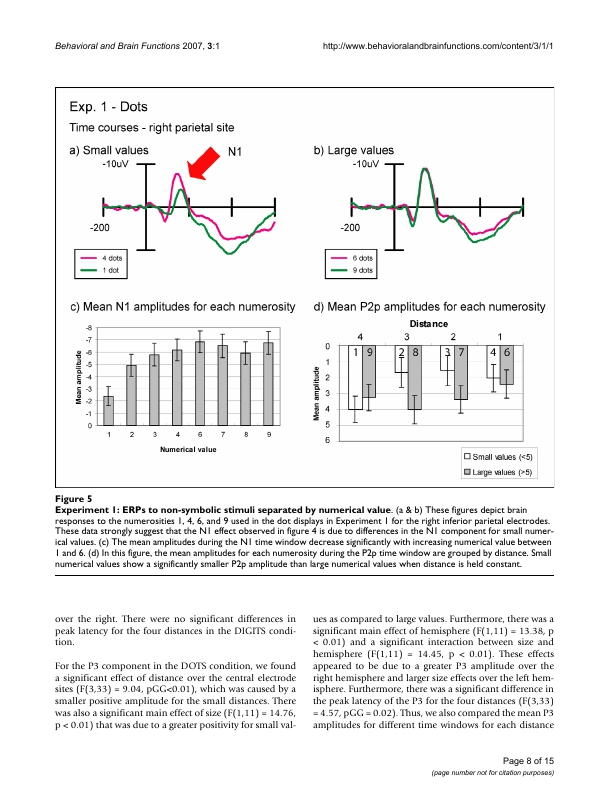 Behavioral and Brain Functions 2007, 3:1
http://www.behavioralandbrainfunctions.com/content/3/1/1
Exp. 1 - Dots
Time courses - right parietal site
a) Small values
N1
-10uV
-200
4 dots
1 dot
b) Large values
-10uV
-200
6 dots
9 dots
c) Mean N1 amplitudes for each numerosity
Mean amplitude
-8
-7
-6
-5
-4
-3
-2
-1
0
1 2 3 4 6 7 8 9
Numerical value
d) Mean P2p amplitudes for each numerosity
Distance
4 3 2 1
Mean amplitude
0
1
2
3
4
5
6
1 9 2 8 3 7 4 6
Small values (<5)
Large values (>5)
Figure 5
Experiment 1: ERPs to non-symbolic stimuli separated by numerical value. (a & b) These figures depict brain
responses to the numerosities 1, 4, 6, and 9 used in the dot displays in Experiment 1 for the right inferior parietal electrodes.
These data strongly suggest that the N1 effect observed in figure 4 is due to differences in the N1 component for small numer-
ical values. (c) The mean amplitudes during the N1 time window decrease significantly with increasing numerical value between
1 and 6. (d) In this figure, the mean amplitudes for each numerosity during the P2p time window are grouped by distance. Small
numerical values show a significantly smaller P2p amplitude than large numerical values when distance is held constant.
over the right. There were no significant differences in
peak latency for the four distances in the DIGITS condi-
tion.
For the P3 component in the DOTS condition, we found
a significant effect of distance over the central electrode
sites (F(3,33) = 9.04, pGG<0.01), which was caused by a
smaller positive amplitude for the small distances. There
was also a significant main effect of size (F(1,11) = 14.76,
p < 0.01) that was due to a greater positivity for small val-
ues as compared to large values. Furthermore, there was a
significant main effect of hemisphere (F(1,11) = 13.38, p
< 0.01) and a significant interaction between size and
hemisphere (F(1,11) = 14.45, p < 0.01). These effects
appeared to be due to a greater P3 amplitude over the
right hemisphere and larger size effects over the left hem-
isphere. Furthermore, there was a significant difference in
the peak latency of the P3 for the four distances (F(3,33)
= 4.57, pGG = 0.02). Thus, we also compared the mean P3
amplitudes for different time windows for each distance
Page 8 of 15
(page number not for citation purposes)